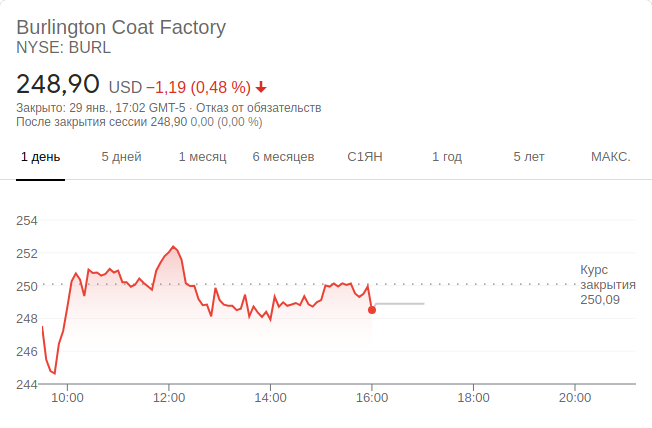 Burlington Coat Factory
NYSE: BURL
248,90 USD −1,19 (0,48 %)
Закрыто: 29 янв., 17:02 GMT-5 · Отказ от обязательств
После закрытия сессии 248,90 0,00 (0,00 %)
1 день 5 дней 1 месяц 6 месяцев С1ЯН 1 год 5 лет МАКС.
254
252
250
248
246
244
Курс
закрытия
250,09
10:00 12:00 14:00 16:00 18:00 20:00